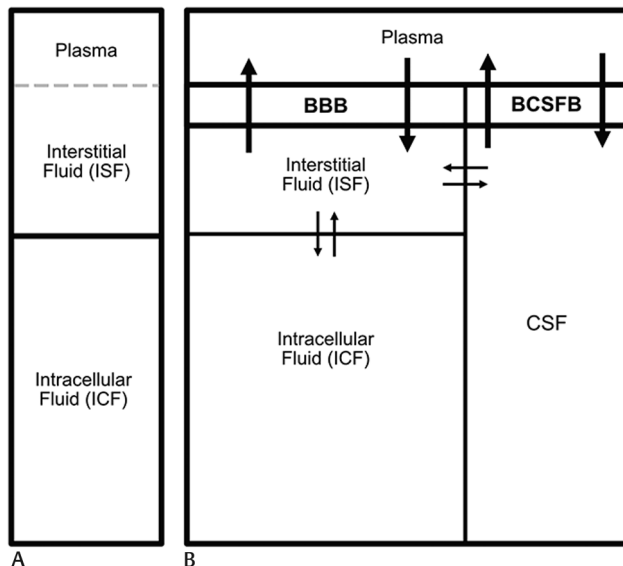 Plasma
Interstitial
Fluid (ISF)
Intracellular
Fluid (ICF)
A
Plasma
BBB
BCSFB
Interstitial
Fluid (ISF)
Intracellular
Fluid (ICF)
CSF
B